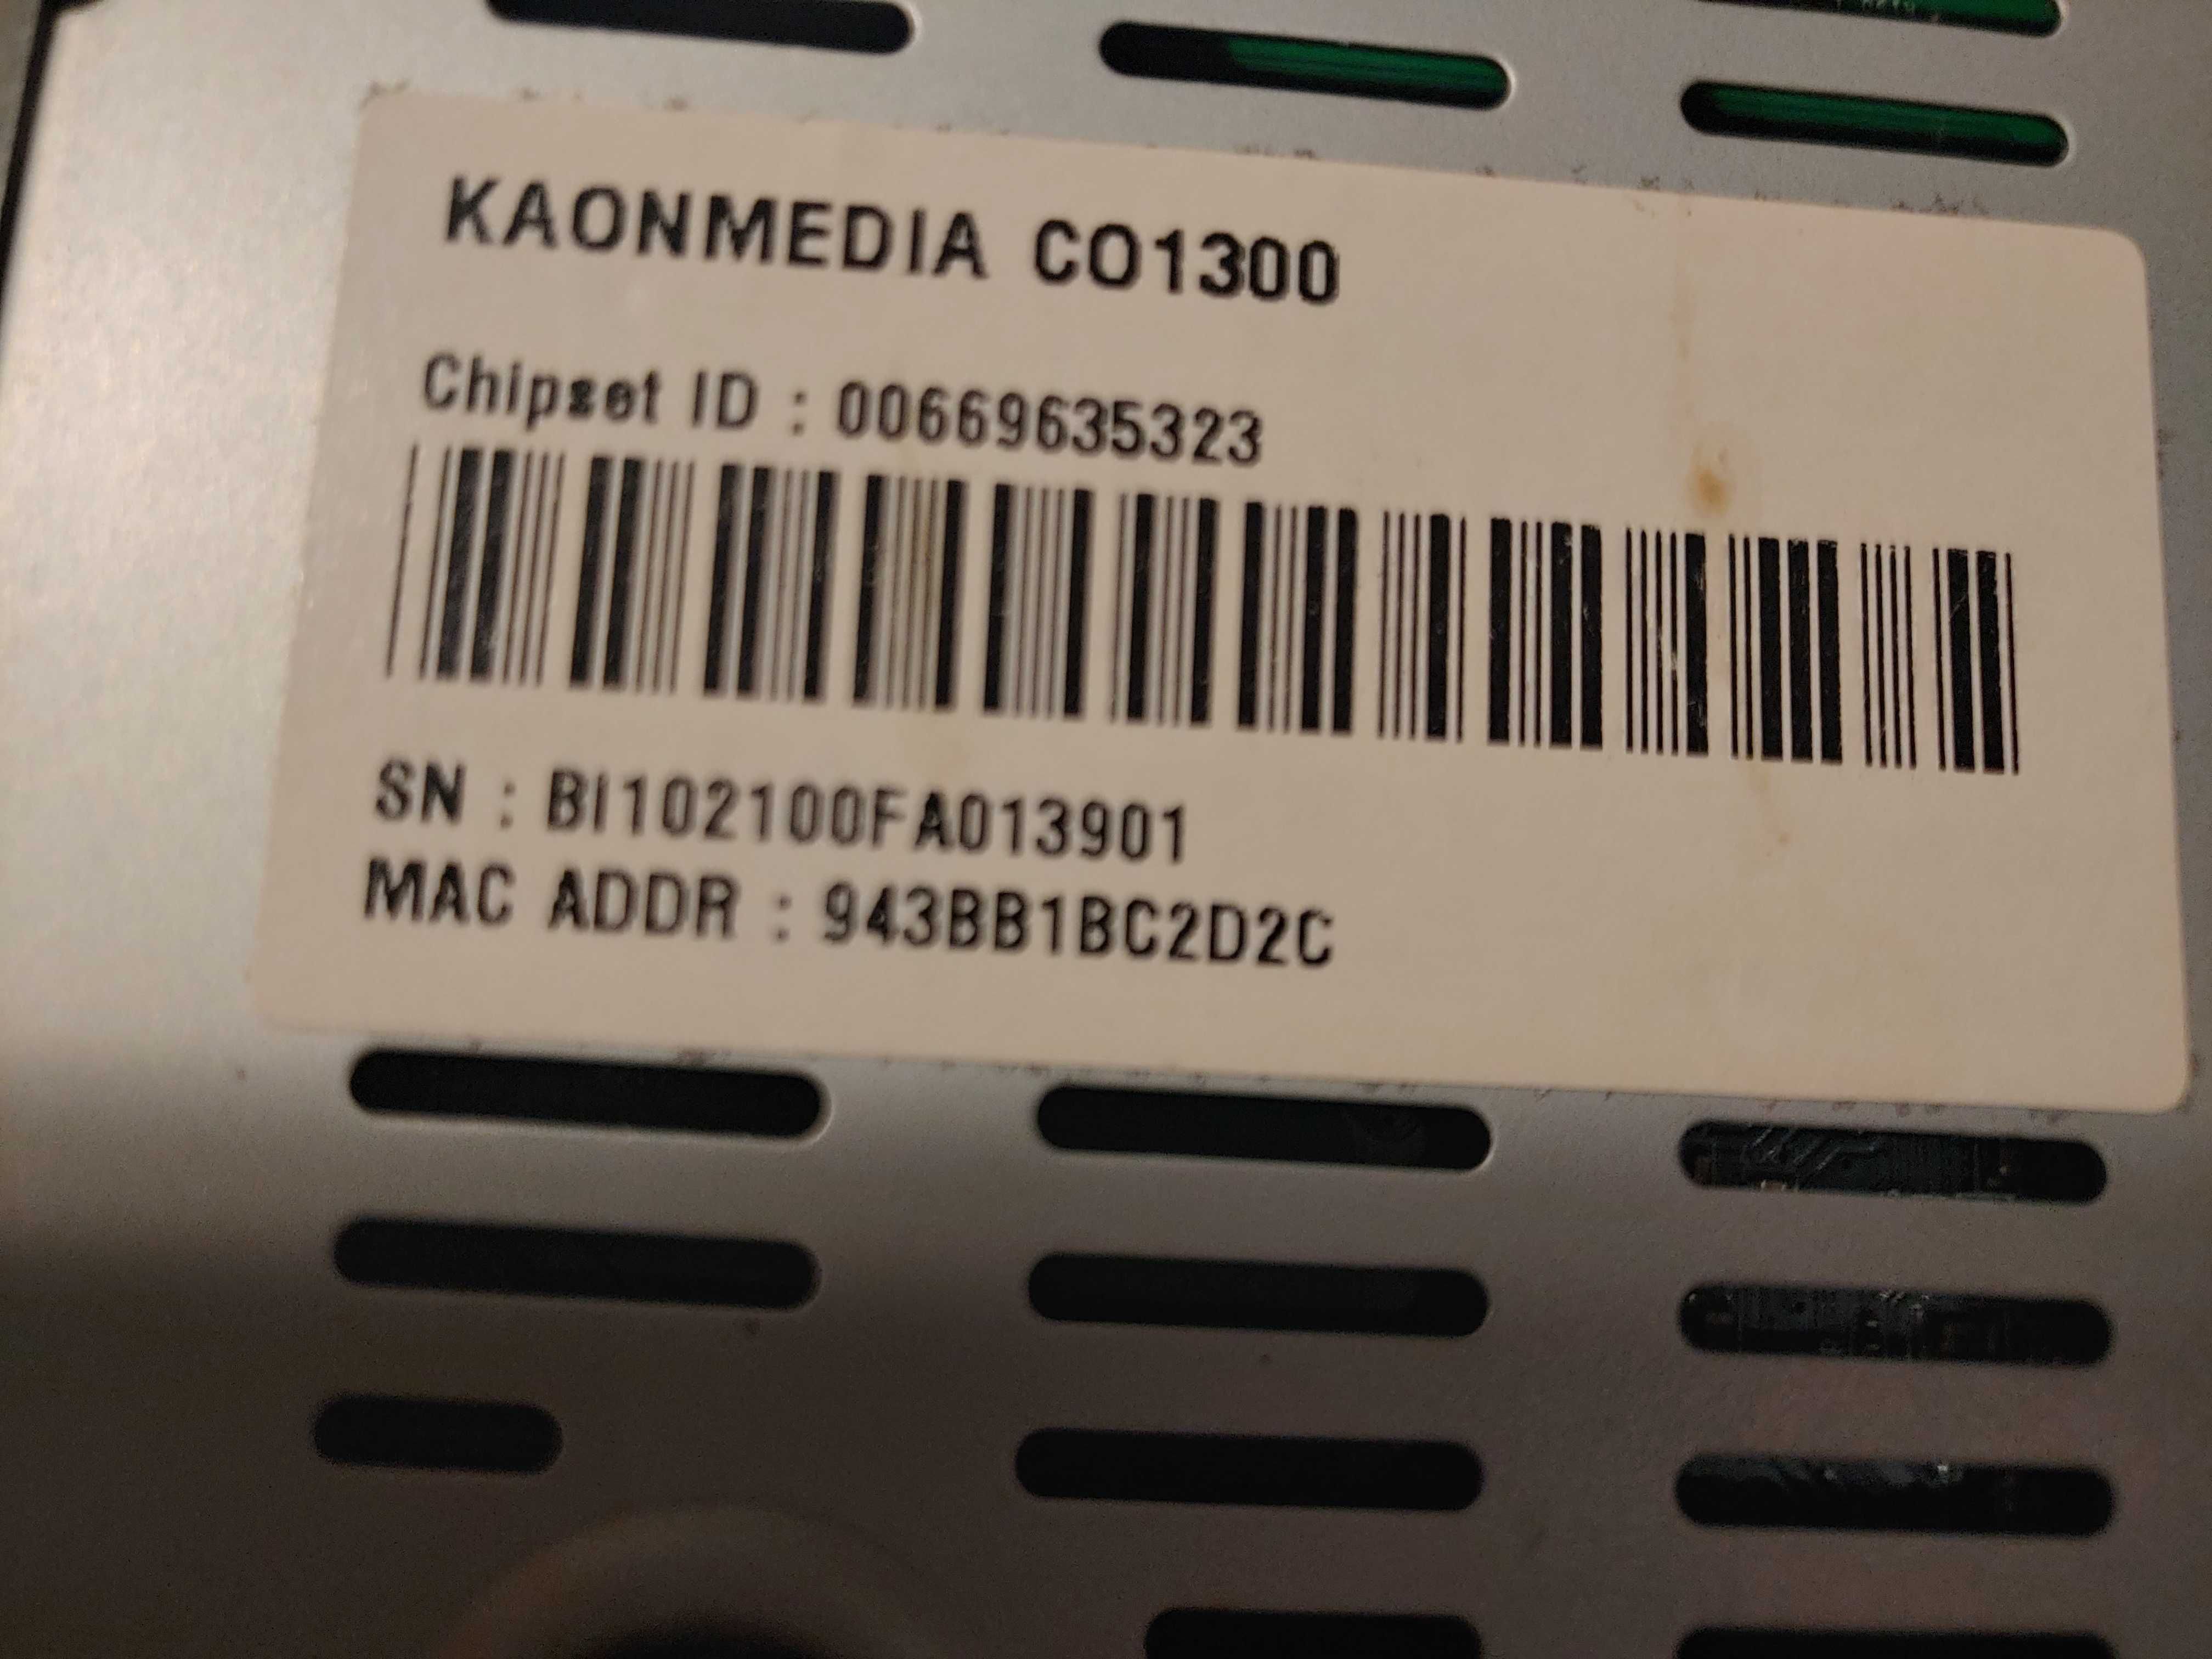 KAONMEDIA CO1300
Chipset ID : 00669635323
SN : BI102100FA013901
MAC ADDR : 943BB1BC2D2C